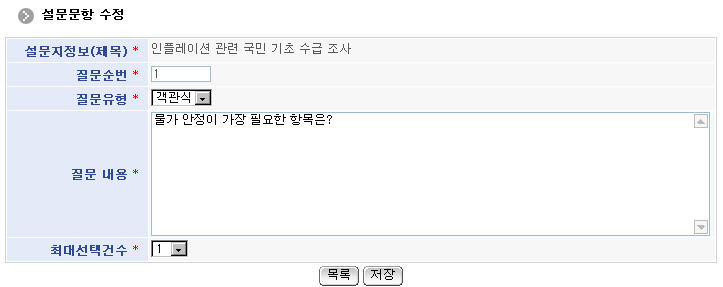 설문문항 수정
설문지정보(제목) * 인플레이션 관련 국민 기초 수급 조사
질문순번 * 1
질문유형 * 객관식
질문 내용 * 물가 안정이 가장 필요한 항목은?
최대선택건수 * 1
목록 저장